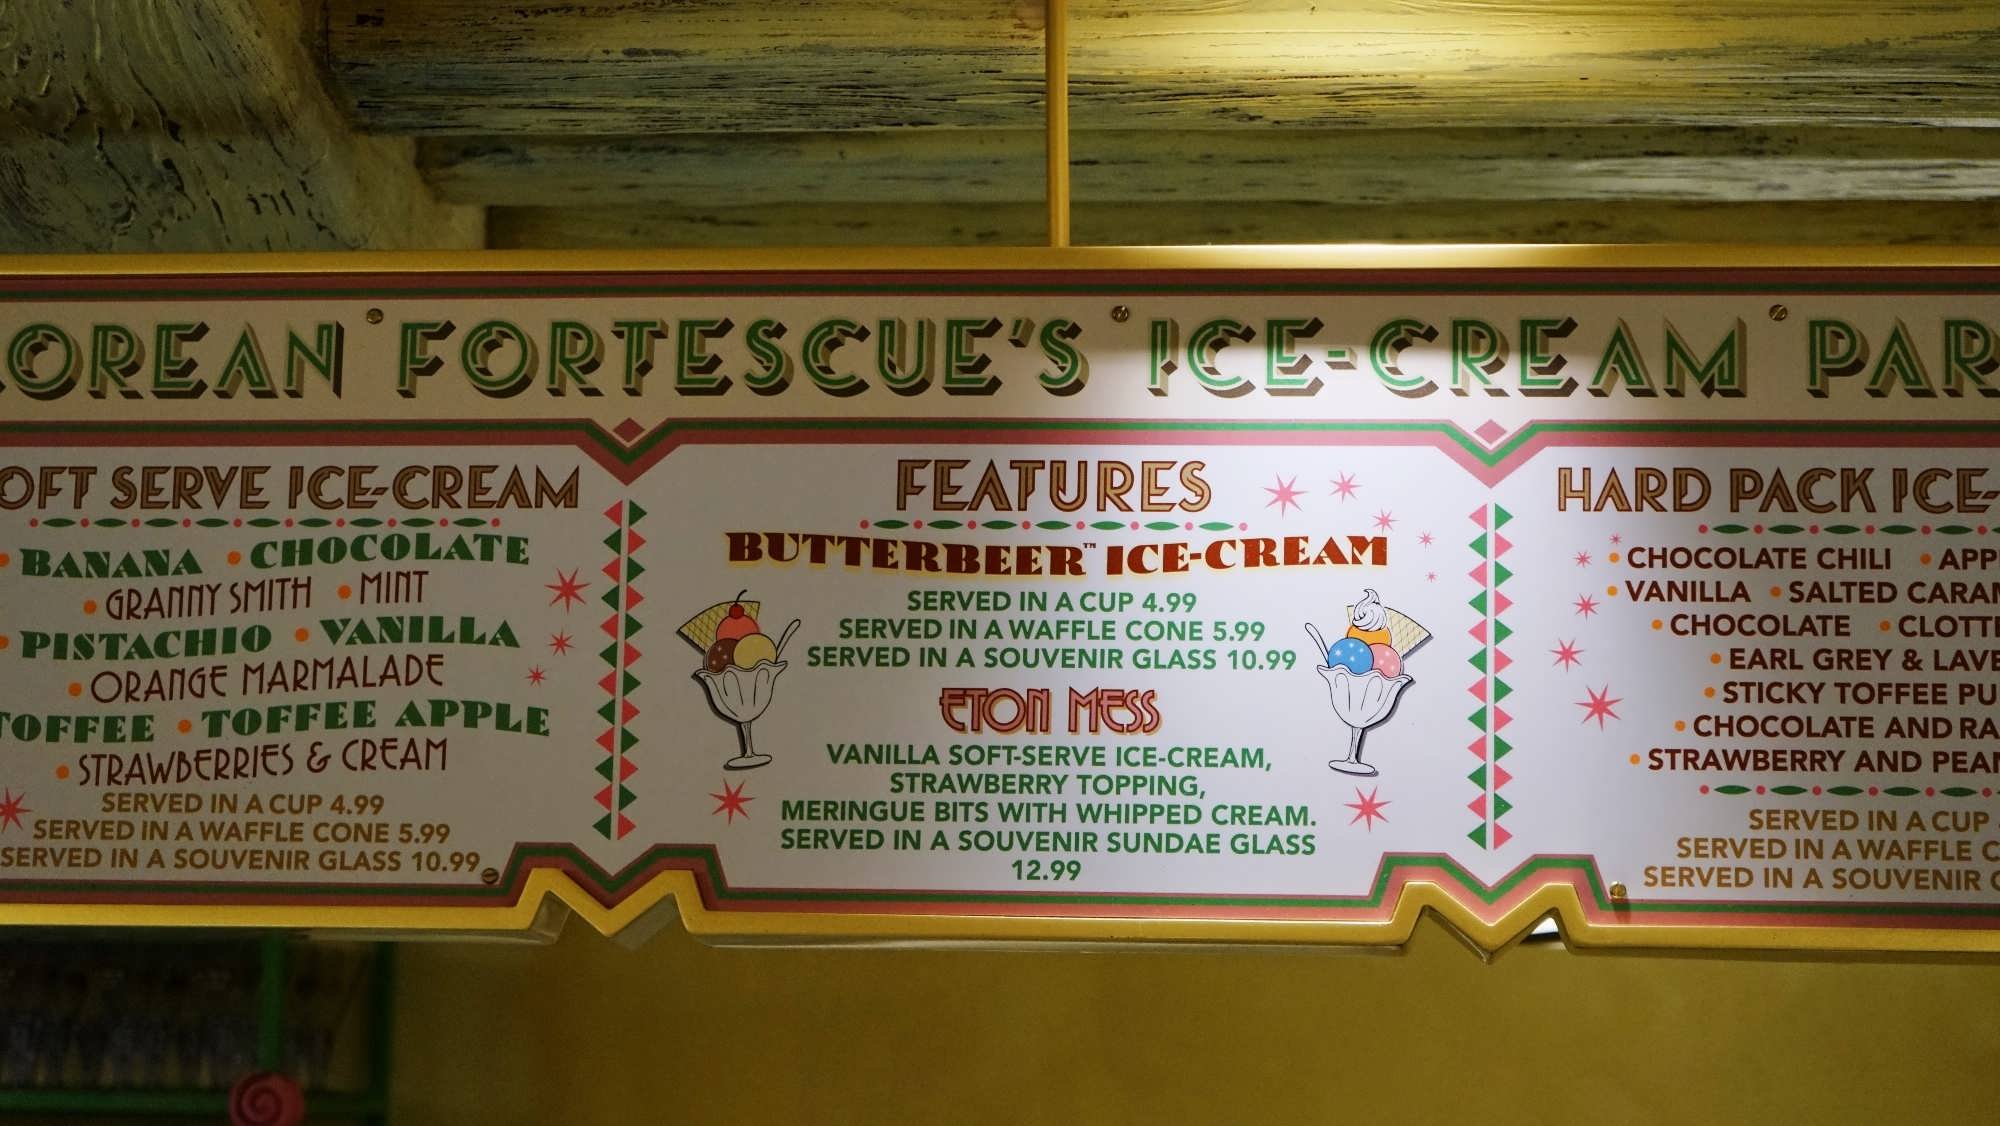 OREAN FORTESCUE'S ICE-CREAM PAR
OFT SERVE ICE-CREAM
• BANANA • CHOCOLATE
• GRANNY SMITH • MINT
• PISTACHIO • VANILLA
• ORANGE MARMALADE
TOFFEE • TOFFEE APPLE
• STRAWBERRIES & CREAM
SERVED IN A CUP 4.99
SERVED IN A WAFFLE CONE 5.99
SERVED IN A SOUVENIR GLASS 10.99
FEATURES
BUTTERBEER™ ICE-CREAM
SERVED IN A CUP 4.99
SERVED IN A WAFFLE CONE 5.99
SERVED IN A SOUVENIR GLASS 10.99
ETON MESS
VANILLA SOFT-SERVE ICE-CREAM,
STRAWBERRY TOPPING,
MERINGUE BITS WITH WHIPPED CREAM.
SERVED IN A SOUVENIR SUNDAE GLASS
12.99
HARD PACK ICE-
• CHOCOLATE CHILI • APP
• VANILLA • SALTED CARAM
• CHOCOLATE • CLOTTE
• EARL GREY & LAVE
• STICKY TOFFEE PU
• CHOCOLATE AND RA
• STRAWBERRY AND PEAN
SERVED IN A CUP
SERVED IN A WAFFLE C
SERVED IN A SOUVENIR G